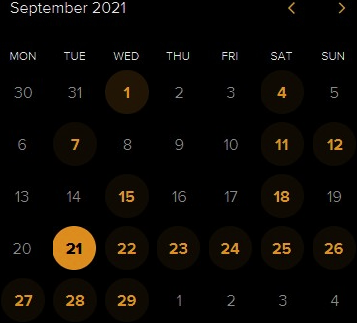 September 2021
MON TUE WED THU FRI SAT SUN
30 31 1 2 3 4 5
6 7 8 9 10 11 12
13 14 15 16 17 18 19
20 21 22 23 24 25 26
27 28 29 1 2 3 4